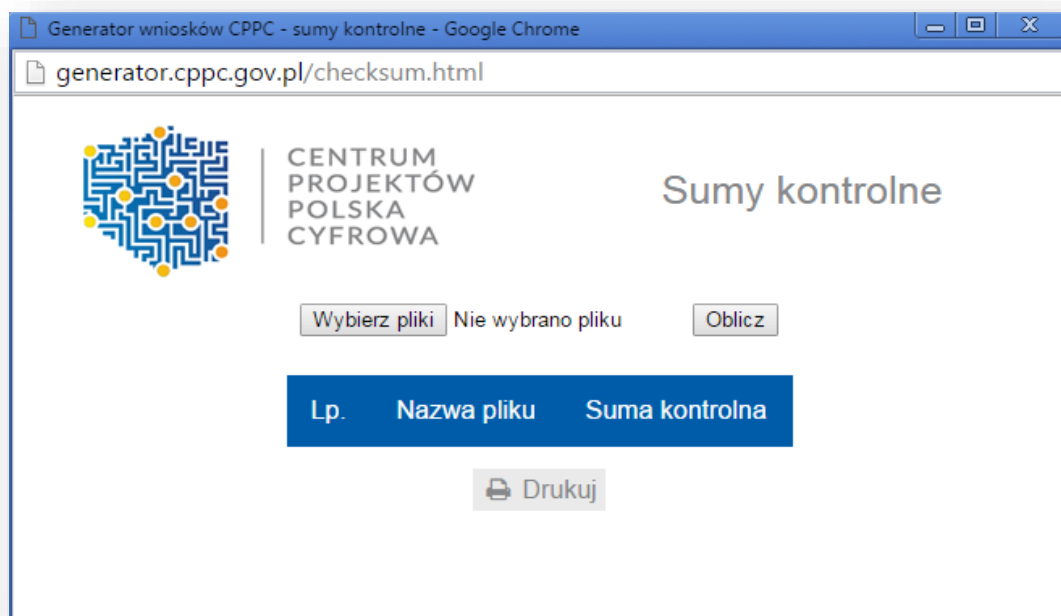 Generator wniosków CPPC - sumy kontrolne - Google Chrome
generator.cppc.gov.pl/checksum.html
CENTRUM
PROJEKTÓW
POLSKA
CYFROWA
Sumy kontrolne
Wybierz pliki Nie wybrano pliku Oblicz
Lp. Nazwa pliku Suma kontrolna
Drukuj